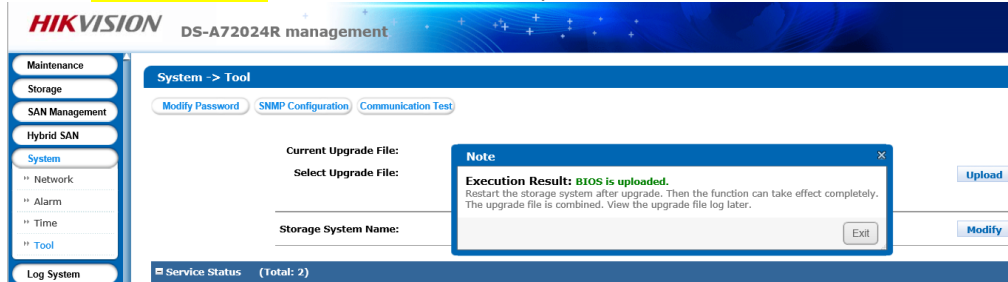 HIKVISION DS-A72024R management
Maintenance
Storage
SAN Management
Hybrid SAN
System
Network
Alarm
Time
Tool
Log System
System -> Tool
Modify Password SNMP Configuration Communication Test
Current Upgrade File:
Select Upgrade File:
Upload
Note
Execution Result: BIOS is uploaded.
Restart the storage system after upgrade. Then the function can take effect completely.
The upgrade file is combined. View the upgrade file log later.
Exit
Storage System Name:
Modify
Service Status (Total: 2)